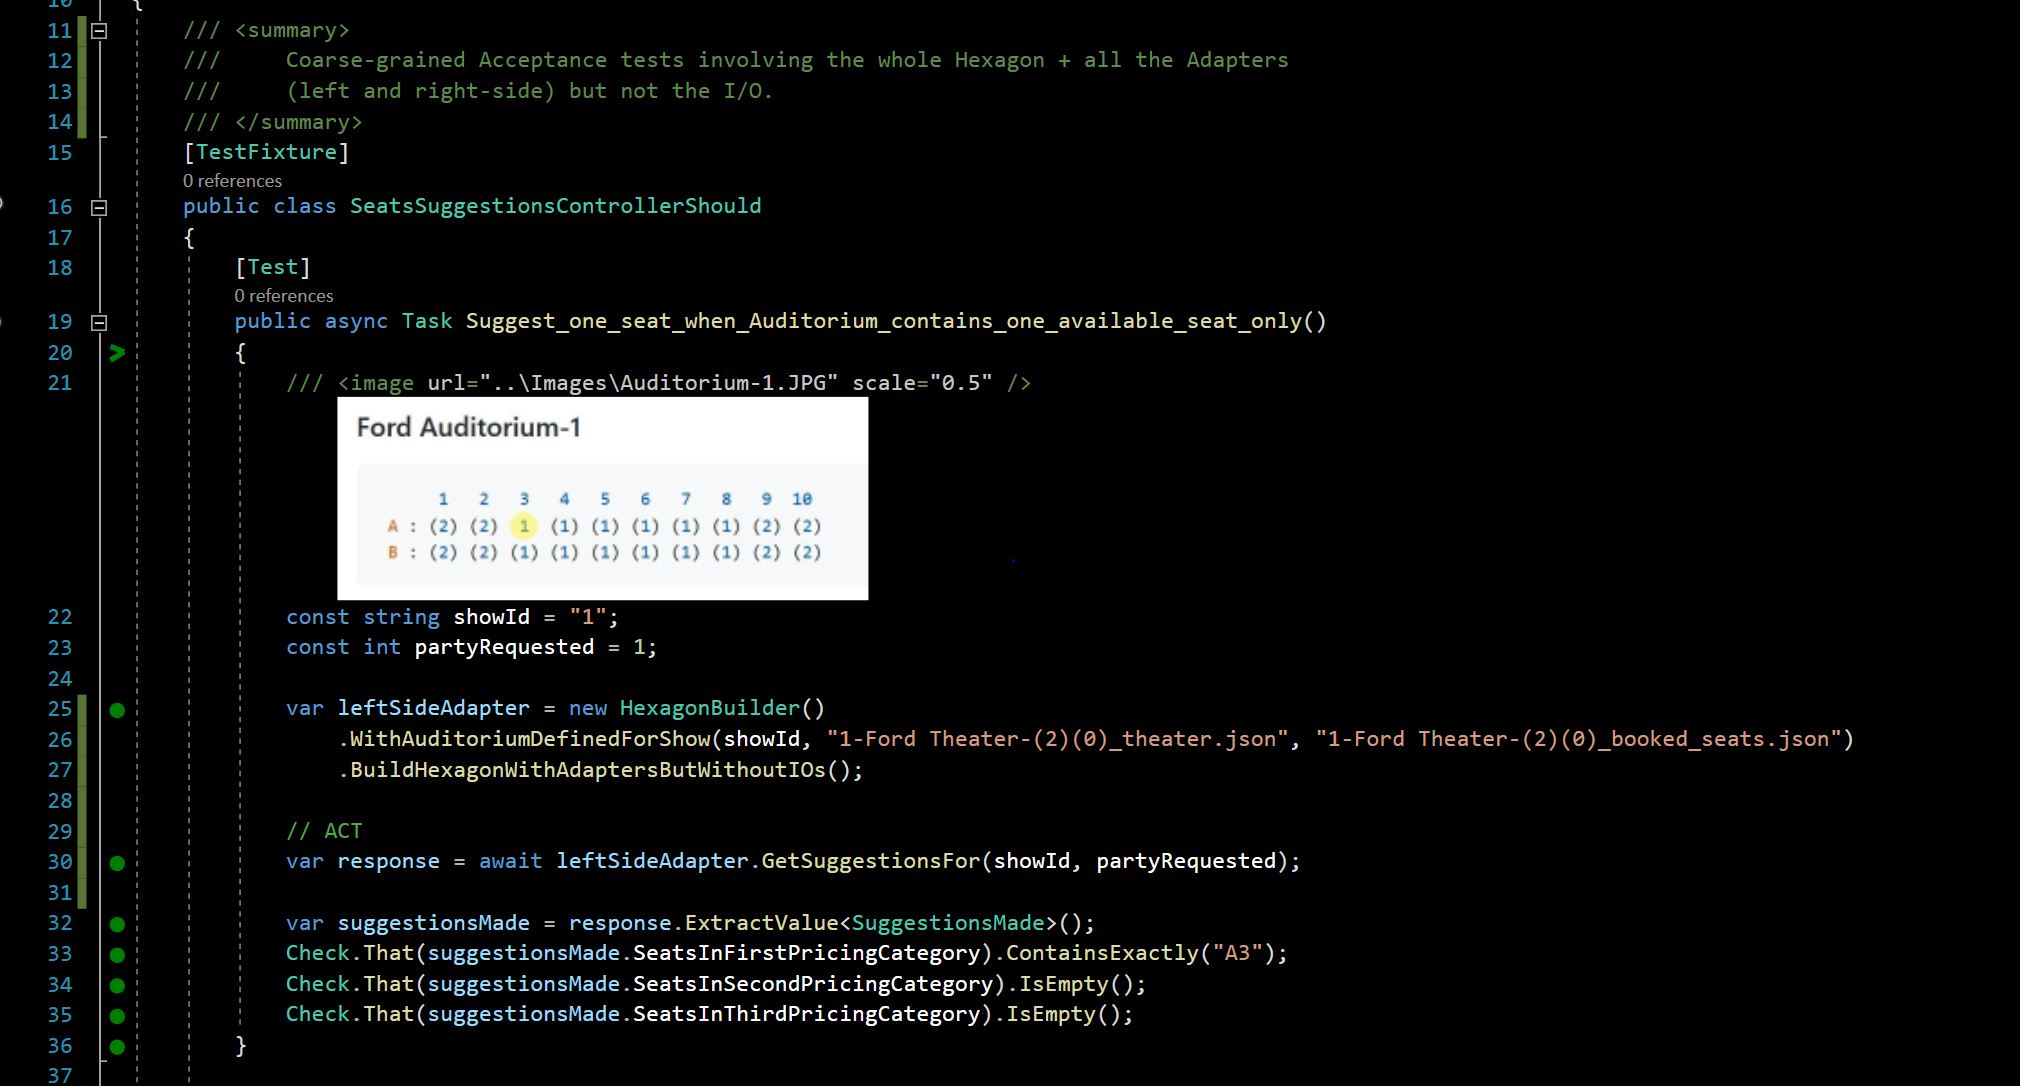 10 {
11 /// <summary>
12 ///     Coarse-grained Acceptance tests involving the whole Hexagon + all the Adapters
13 ///     (left and right-side) but not the I/O.
14 /// </summary>
15 [TestFixture]
0 references
16 public class SeatsSuggestionsControllerShould
17 {
18 [Test]
0 references
19 public async Task Suggest_one_seat_when_Auditorium_contains_one_available_seat_only()
20 {
21 /// <image url="..\Images\Auditorium-1.JPG" scale="0.5" />
Ford Auditorium-1
1 2 3 4 5 6 7 8 9 10
A : (2) (2) 1 (1) (1) (1) (1) (1) (2) (2)
B : (2) (2) (1) (1) (1) (1) (1) (1) (2) (2)
22 const string showId = "1";
23 const int partyRequested = 1;
24
25 var leftSideAdapter = new HexagonBuilder()
26 .WithAuditoriumDefinedForShow(showId, "1-Ford Theater-(2)(0)_theater.json", "1-Ford Theater-(2)(0)_booked_seats.json")
27 .BuildHexagonWithAdaptersButWithoutIOs();
28
29 // ACT
30 var response = await leftSideAdapter.GetSuggestionsFor(showId, partyRequested);
31
32 var suggestionsMade = response.ExtractValue<SuggestionsMade>();
33 Check.That(suggestionsMade.SeatsInFirstPricingCategory).ContainsExactly("A3");
34 Check.That(suggestionsMade.SeatsInSecondPricingCategory).IsEmpty();
35 Check.That(suggestionsMade.SeatsInThirdPricingCategory).IsEmpty();
36 }
37